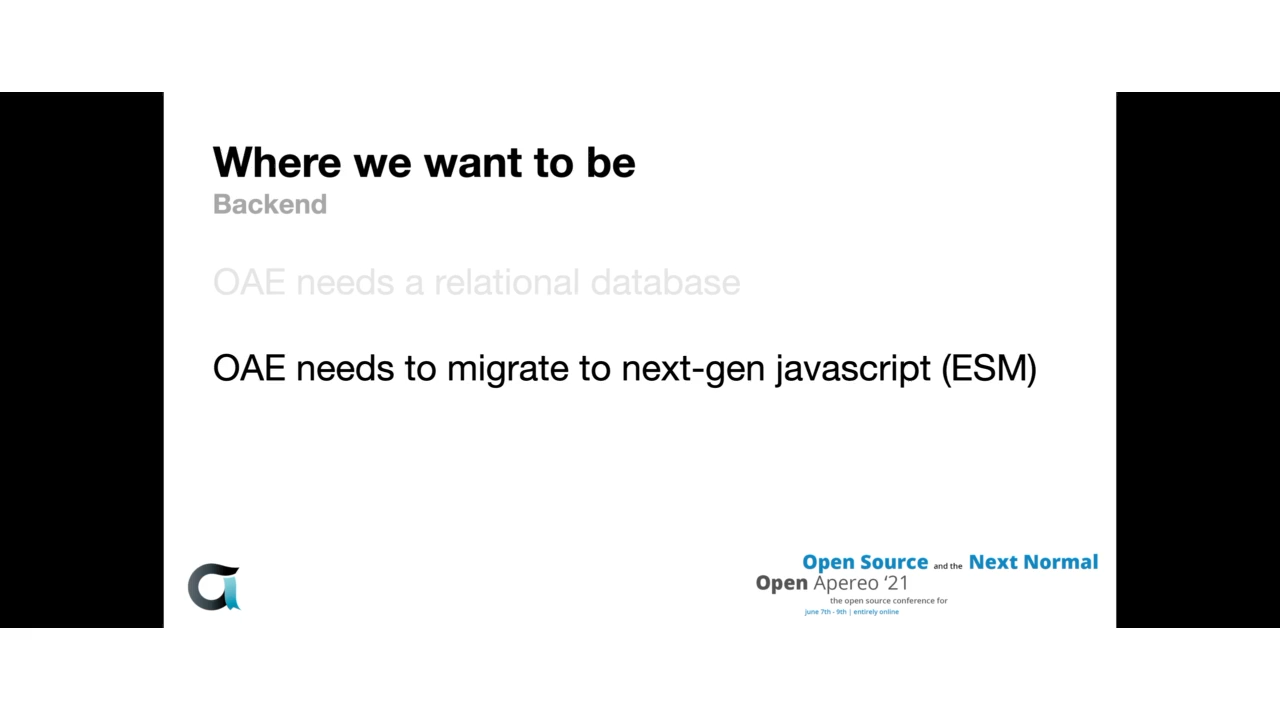 Where we want to be
Backend
OAE needs a relational database
OAE needs to migrate to next-gen javascript (ESM)
Open Source and the Next Normal
Open Apereo ‘21
the open source conference for
june 7th - 9th | entirely online